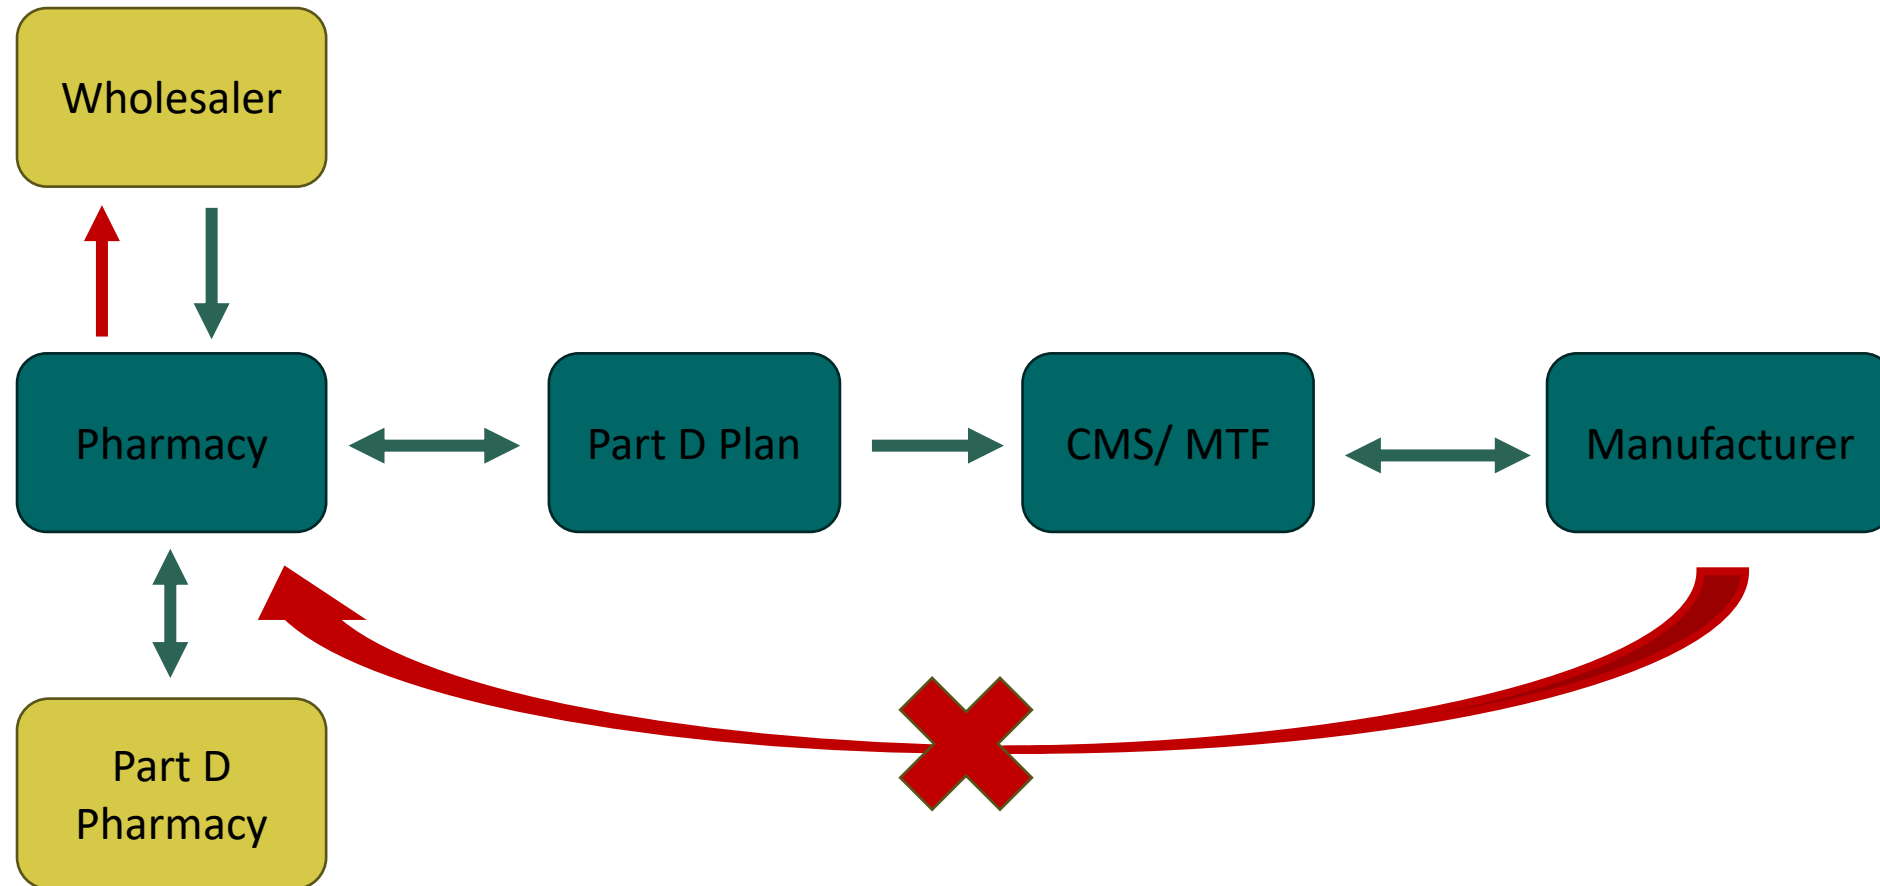 Wholesaler
Pharmacy
Part D Plan
CMS/ MTF
Manufacturer
Part D
Pharmacy